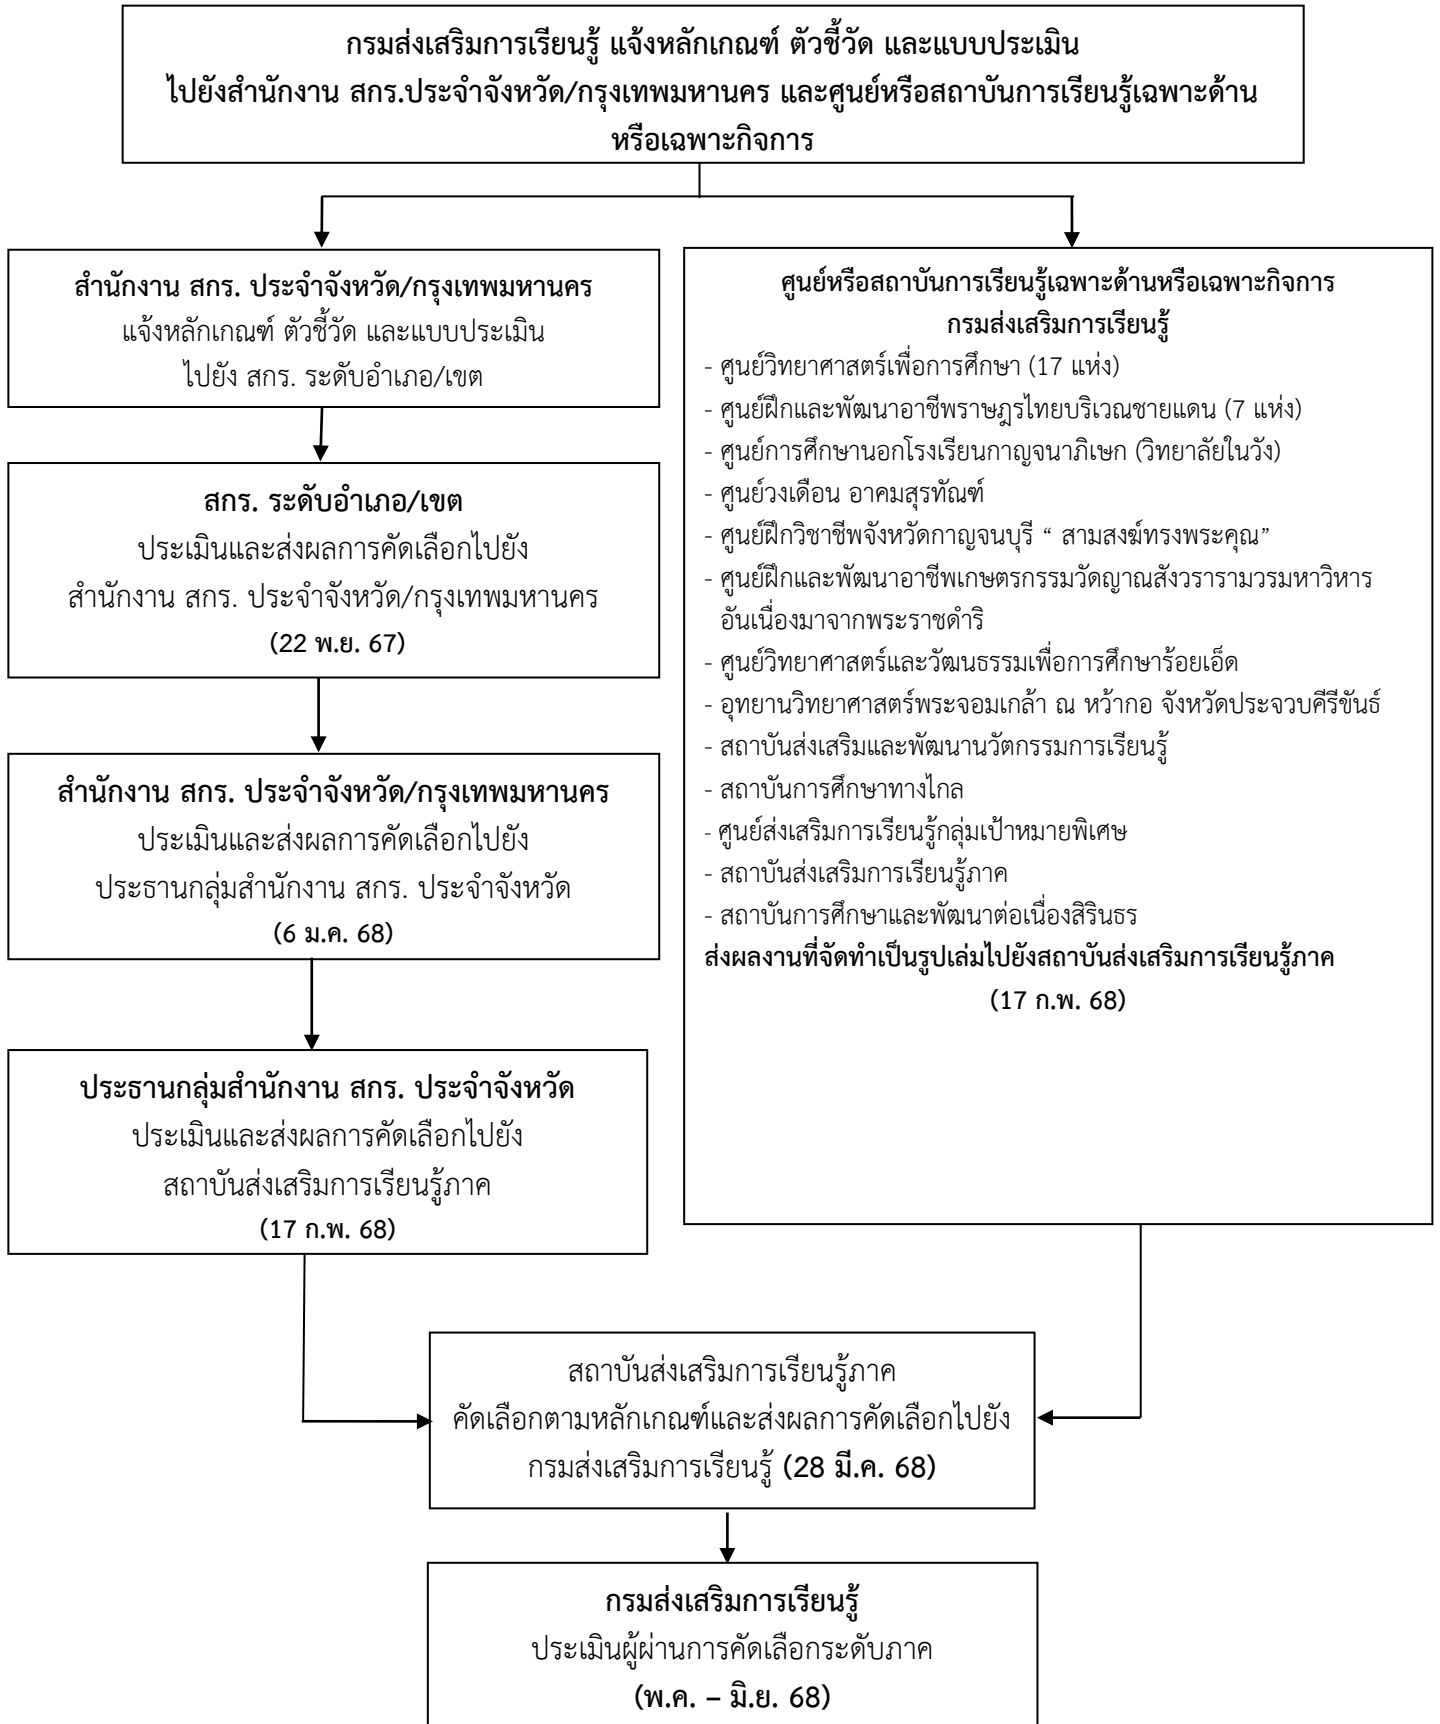 กรมส่งเสริมการเรียนรู้ แจ้งหลักเกณฑ์ ตัวชี้วัด และแบบประเมิน
ไปยังสำนักงาน สกร.ประจำจังหวัด/กรุงเทพมหานคร และศูนย์หรือสถาบันการเรียนรู้เฉพาะด้าน
หรือเฉพาะกิจการ
สำนักงาน สกร. ประจำจังหวัด/กรุงเทพมหานคร
แจ้งหลักเกณฑ์ ตัวชี้วัด และแบบประเมิน
ไปยัง สกร. ระดับอำเภอ/เขต
สกร. ระดับอำเภอ/เขต
ประเมินและส่งผลการคัดเลือกไปยัง
สำนักงาน สกร. ประจำจังหวัด/กรุงเทพมหานคร
(22 พ.ย. 67)
สำนักงาน สกร. ประจำจังหวัด/กรุงเทพมหานคร
ประเมินและส่งผลการคัดเลือกไปยัง
ประธานกลุ่มสำนักงาน สกร. ประจำจังหวัด
(6 ม.ค. 68)
ประธานกลุ่มสำนักงาน สกร. ประจำจังหวัด
ประเมินและส่งผลการคัดเลือกไปยัง
สถาบันส่งเสริมการเรียนรู้ภาค
(17 ก.พ. 68)
ศูนย์หรือสถาบันการเรียนรู้เฉพาะด้านหรือเฉพาะกิจการ
กรมส่งเสริมการเรียนรู้
- ศูนย์วิทยาศาสตร์เพื่อการศึกษา (17 แห่ง)
- ศูนย์ฝึกและพัฒนาอาชีพราษฎรไทยบริเวณชายแดน (7 แห่ง)
- ศูนย์การศึกษานอกโรงเรียนกาญจนาภิเษก (วิทยาลัยในวัง)
- ศูนย์วงเดือน อาคมสุรทัณฑ์
- ศูนย์ฝึกวิชาชีพจังหวัดกาญจนบุรี “ สามสงฆ์ทรงพระคุณ”
- ศูนย์ฝึกและพัฒนาอาชีพเกษตรกรรมวัดญาณสังวรารามวรมหาวิหาร
อันเนื่องมาจากพระราชดำริ
- ศูนย์วิทยาศาสตร์และวัฒนธรรมเพื่อการศึกษาร้อยเอ็ด
- อุทยานวิทยาศาสตร์พระจอมเกล้า ณ หว้ากอ จังหวัดประจวบคีรีขันธ์
- สถาบันส่งเสริมและพัฒนานวัตกรรมการเรียนรู้
- สถาบันการศึกษาทางไกล
- ศูนย์ส่งเสริมการเรียนรู้กลุ่มเป้าหมายพิเศษ
- สถาบันส่งเสริมการเรียนรู้ภาค
- สถาบันการศึกษาและพัฒนาต่อเนื่องสิรินธร
ส่งผลงานที่จัดทำเป็นรูปเล่มไปยังสถาบันส่งเสริมการเรียนรู้ภาค
(17 ก.พ. 68)
สถาบันส่งเสริมการเรียนรู้ภาค
คัดเลือกตามหลักเกณฑ์และส่งผลการคัดเลือกไปยัง
กรมส่งเสริมการเรียนรู้ (28 มี.ค. 68)
กรมส่งเสริมการเรียนรู้
ประเมินผู้ผ่านการคัดเลือกระดับภาค
(พ.ค. – มิ.ย. 68)